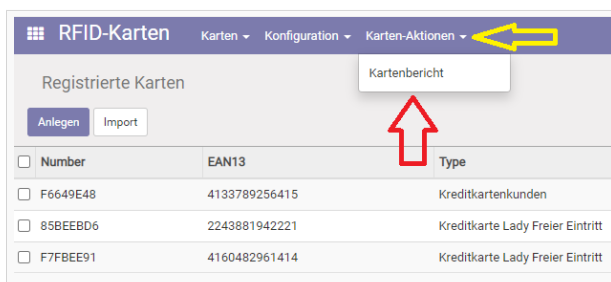 RFID-Karten Karten Konfiguration Karten-Aktionen
Kartenbericht
Registrierte Karten
Anlegen Import
Number EAN13 Type
F6649E48 4133789256415 Kreditkartenkunden
85BEEBD6 2243881942221 Kreditkarte Lady Freier Eintritt
F7FBEE91 4160482961414 Kreditkarte Lady Freier Eintritt